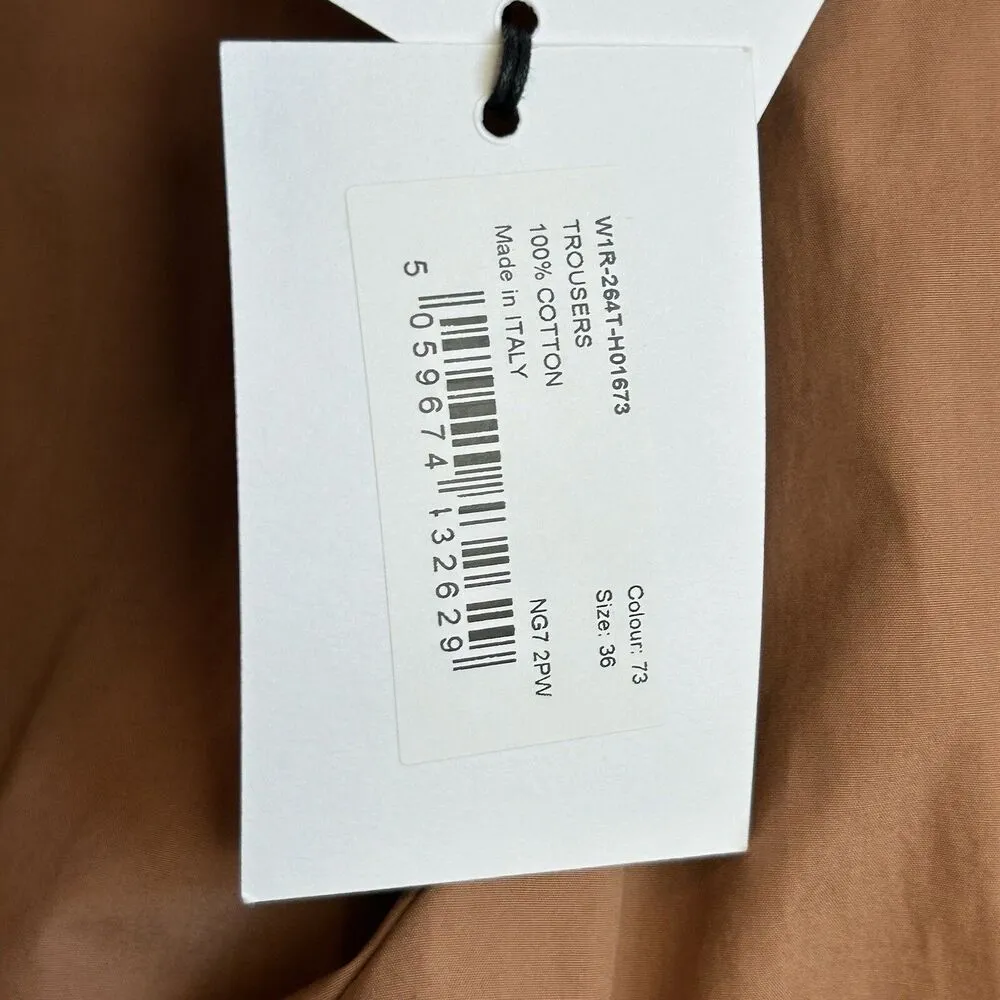 W1R-264T-H01673
TROUSERS
100% COTTON
Made in ITALY
Colour: 73
Size: 36
NG7 2PW
5 059674 132629